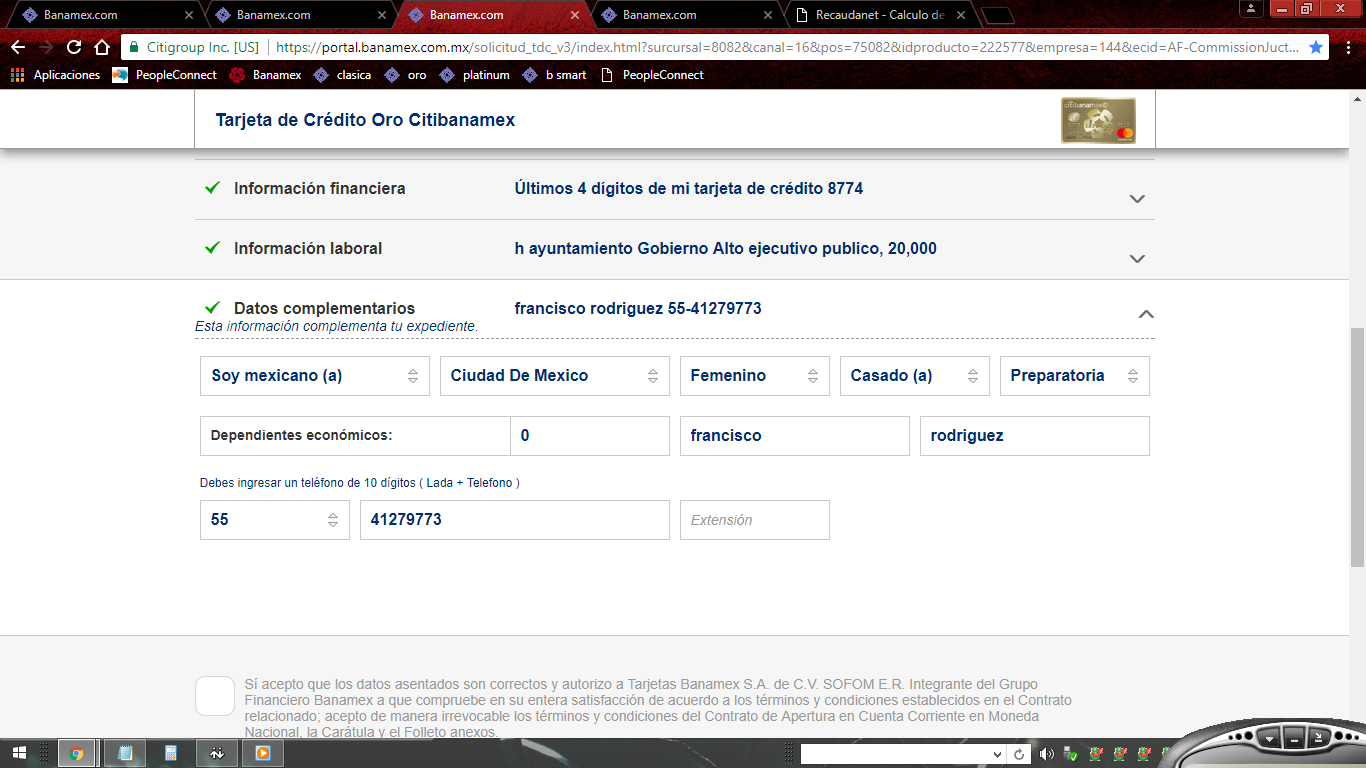 Banamex.com
Banamex.com
Banamex.com
Banamex.com
Recaudanet - Calculo de
Citigroup Inc. [US] https://portal.banamex.com.mx/solicitud_tdc_v3/index.html?surcursal=8082&canal=16&pos=75082&idproducto=222577&empresa=144&ecid=AF-CommissionJuct...
Aplicaciones PeopleConnect Banamex clasica oro platinum b smart PeopleConnect
Tarjeta de Crédito Oro Citibanamex
citibanamex
Información financiera Últimos 4 dígitos de mi tarjeta de crédito 8774
Información laboral h ayuntamiento Gobierno Alto ejecutivo publico, 20,000
Datos complementarios francisco rodriguez 55-41279773
Esta información complementa tu expediente.
Soy mexicano (a) Ciudad De Mexico Femenino Casado (a) Preparatoria
Dependientes económicos: 0 francisco rodriguez
Debes ingresar un teléfono de 10 dígitos ( Lada + Telefono )
55 41279773 Extensión
Sí acepto que los datos asentados son correctos y autorizo a Tarjetas Banamex S.A. de C.V. SOFOM E.R. Integrante del Grupo
Financiero Banamex a que compruebe en su entera satisfacción de acuerdo a los términos y condiciones establecidos en el Contrato
relacionado; acepto de manera irrevocable los términos y condiciones del Contrato de Apertura en Cuenta Corriente en Moneda
Nacional, la Carátula y el Folleto anexos.